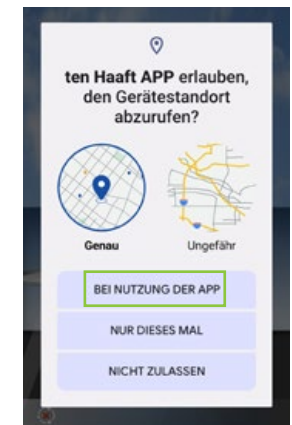 ten Haaft APP erlauben,
den Gerätestandort
abzurufen?
Genau
Ungefähr
BEI NUTZUNG DER APP
NUR DIESES MAL
NICHT ZULASSEN